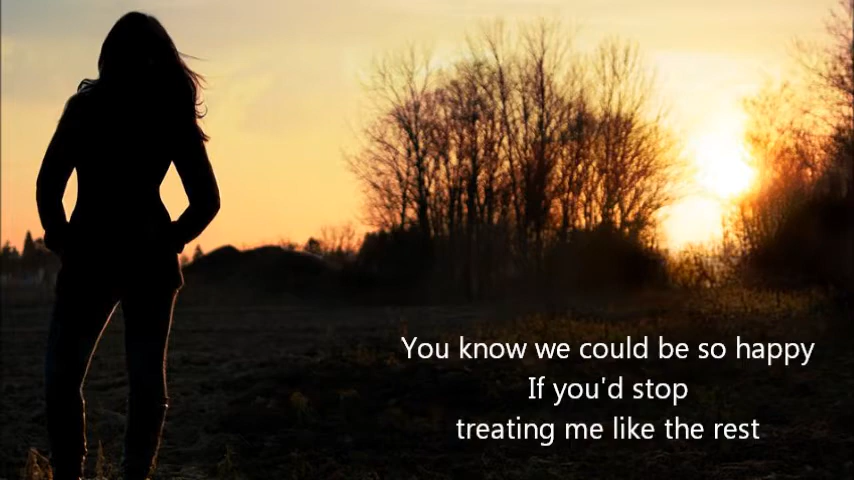 You know we could be so happy
If you'd stop
treating me like the rest